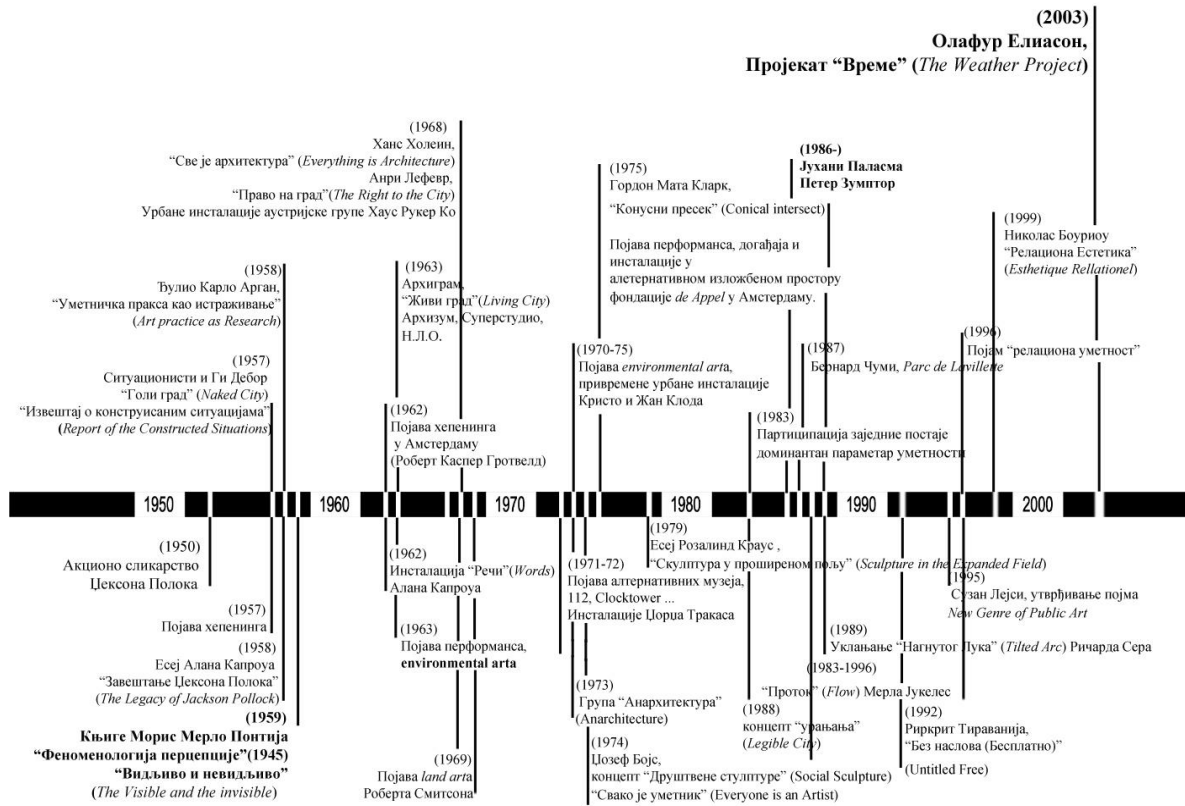 (2003)
Олафур Елиасон,
Пројекат “Време” (The Weather Project)
(1968)
Ханс Холеин,
“Све је архитектура” (Everything is Architecture)
Анри Лефевр,
“Право на град”(The Right to the City)
Урбане инсталације аустријске групе Хаус Рукер Ко
(1975)
Гордон Мата Кларк,
“Конусни пресек” (Conical intersect)
(1986-)
Јухани Паласма
Петер Зумптор
(1999)
Николас Боуриоу
“Релациона Естетика”
(Esthetique Rellationel)
(1958)
Ђулио Карло Арган,
“Уметничка пракса као истраживање”
(Art practice as Research)
(1963)
Архиграм,
“Живи град”(Living City)
Архизум, Суперстудио,
Н.Л.О.
Појава перформанса, догађаја и
инсталације у
алетернативном изложбеном простору
фондације de Appel у Амстердаму.
(1957)
Ситуационисти и Ги Дебор
“Голи град” (Naked City)
“Извештај о конструисаним ситуацијама”
(Report of the Constructed Situations)
(1962)
Појава хепенинга
у Амстердаму
(Роберт Каспер Гротвелд)
(1970-75)
Појава environmental artа,
привремене урбане инсталације
Кристо и Жан Клода
(1987)
Бернард Чуми, Parc de Lavillette
(1996)
Појам “релациона уметност”
(1983)
Партиципација заједние постаје
доминантан параметар уметности
1950 1960 1970 1980 1990 2000
(1950)
Акционо сликарство
Џексона Полока
(1957)
Појава хепенинга
(1958)
Есеј Алана Капроуа
“Завештање Џексона Полока”
(The Legacy of Jackson Pollock)
(1959)
Књиге Морис Мерло Понтија
“Феноменологија перцепције”(1945)
“Видљиво и невидљиво”
(The Visible and the invisible)
(1962)
Инсталација “Речи”(Words)
Алана Капроуа
(1963)
Појава перформанса,
environmental arta
(1969)
Појава land artа
Роберта Смитсона
(1971-72)
Појава алтернативних музеја,
112, Clocktower ...
Инсталације Џорџа Тракаса
(1973)
Група “Анархитектура”
(Anarchitecture)
(1974)
Џозеф Бојс,
концепт “Друштвене стулптуре” (Social Sculpture)
“Свако је уметник” (Everyone is an Artist)
(1979)
Есеј Розалинд Краус ,
“Скулптура у проширеном пољу” (Sculpture in the Expanded Field)
(1995)
Сузан Лејси, утврђивање појма
New Genre of Public Art
(1989)
Уклањање “Нагнутог Лука” (Tilted Arc) Ричарда Сера
(1983-1996)
“Проток” (Flow) Мерла Јукелес
(1988)
концепт “урањања”
(Legible City)
(1992)
Риркрит Тираванија,
“Без наслова (Бесплатно)”
(Untitled Free)